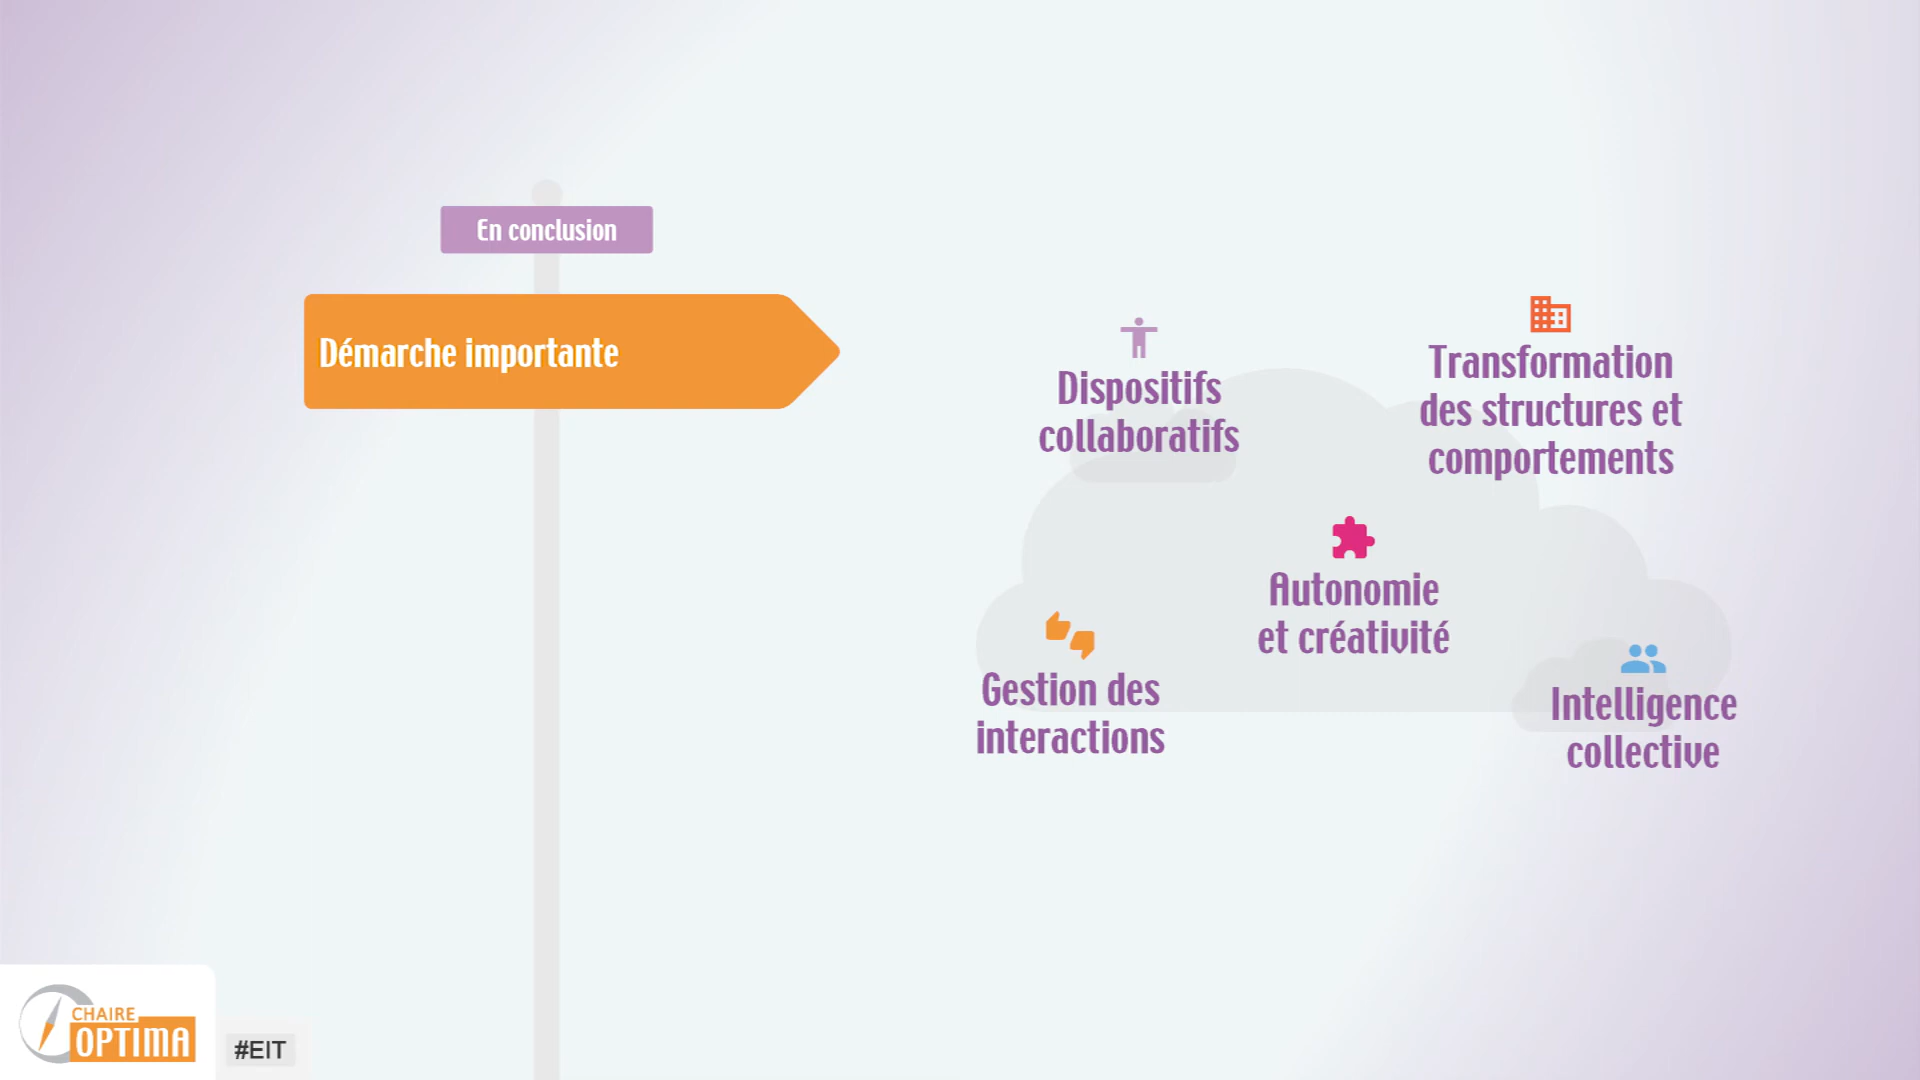 En conclusion
Démarche importante
Dispositifs
collaboratifs
Transformation
des structures et
comportements
Autonomie
et créativité
Gestion des
interactions
Intelligence
collective
CHAIRE
OPTIMA
#EIT